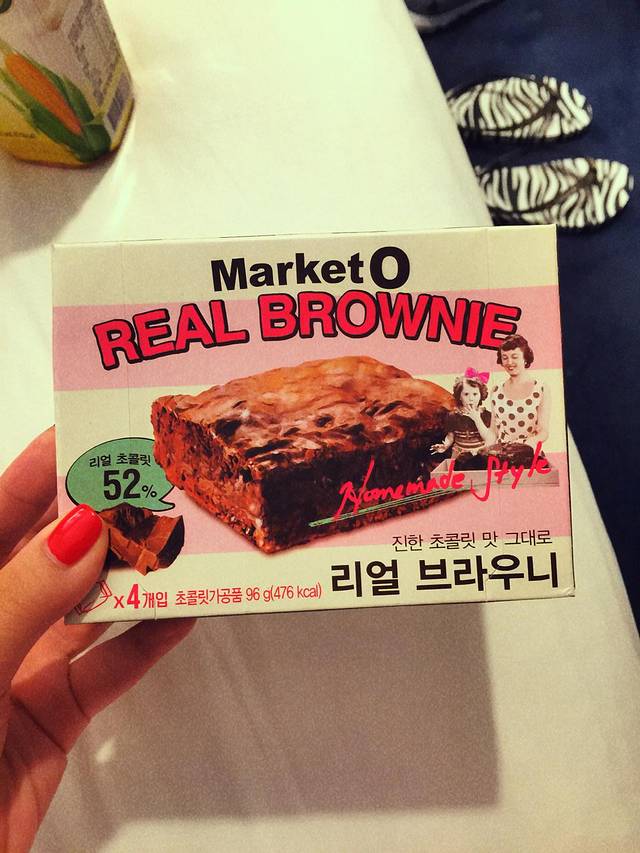 Market O
REAL BROWNIE
리얼 초콜릿
52%
Homemade Style
진한 초콜릿 맛 그대로
리얼 브라우니
x4개입 초콜릿가공품 96 g(476 kcal)